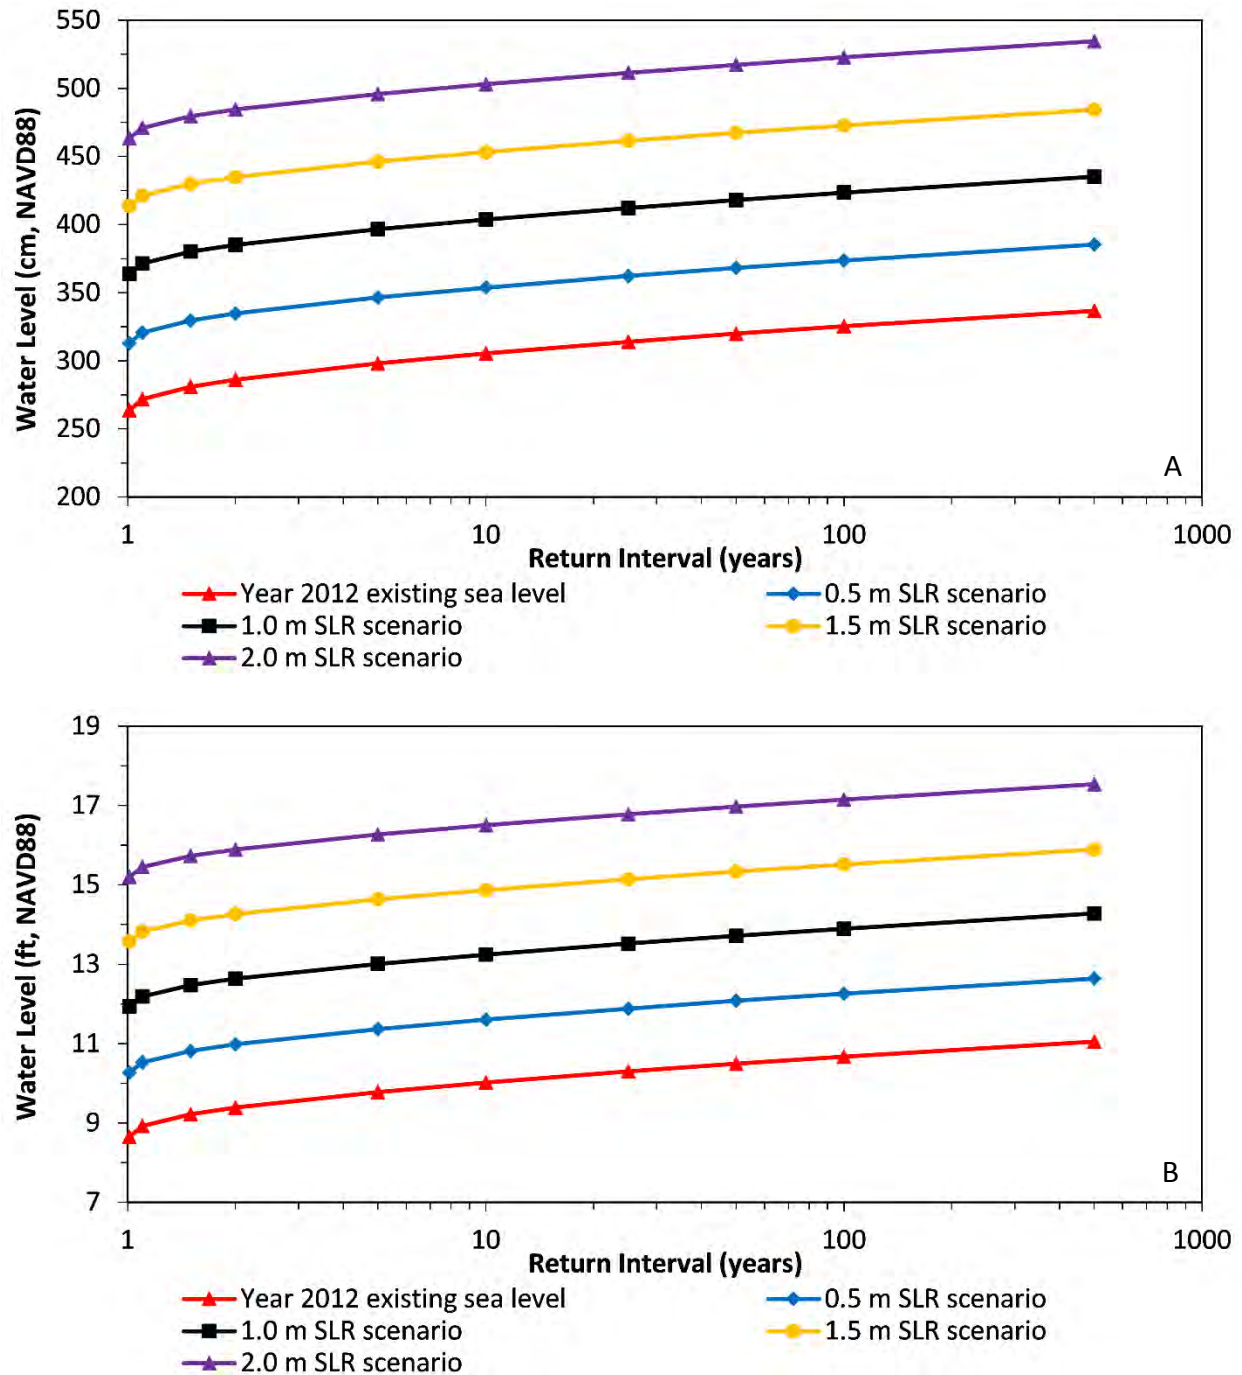 550
500
450
400
350
300
250
200
Water Level (cm, NAVD88)
A
1 10 100 1000
Return Interval (years)
Year 2012 existing sea level 0.5 m SLR scenario
1.0 m SLR scenario 1.5 m SLR scenario
2.0 m SLR scenario
19
17
15
13
11
9
7
Water Level (ft, NAVD88)
B
1 10 100 1000
Return Interval (years)
Year 2012 existing sea level 0.5 m SLR scenario
1.0 m SLR scenario 1.5 m SLR scenario
2.0 m SLR scenario